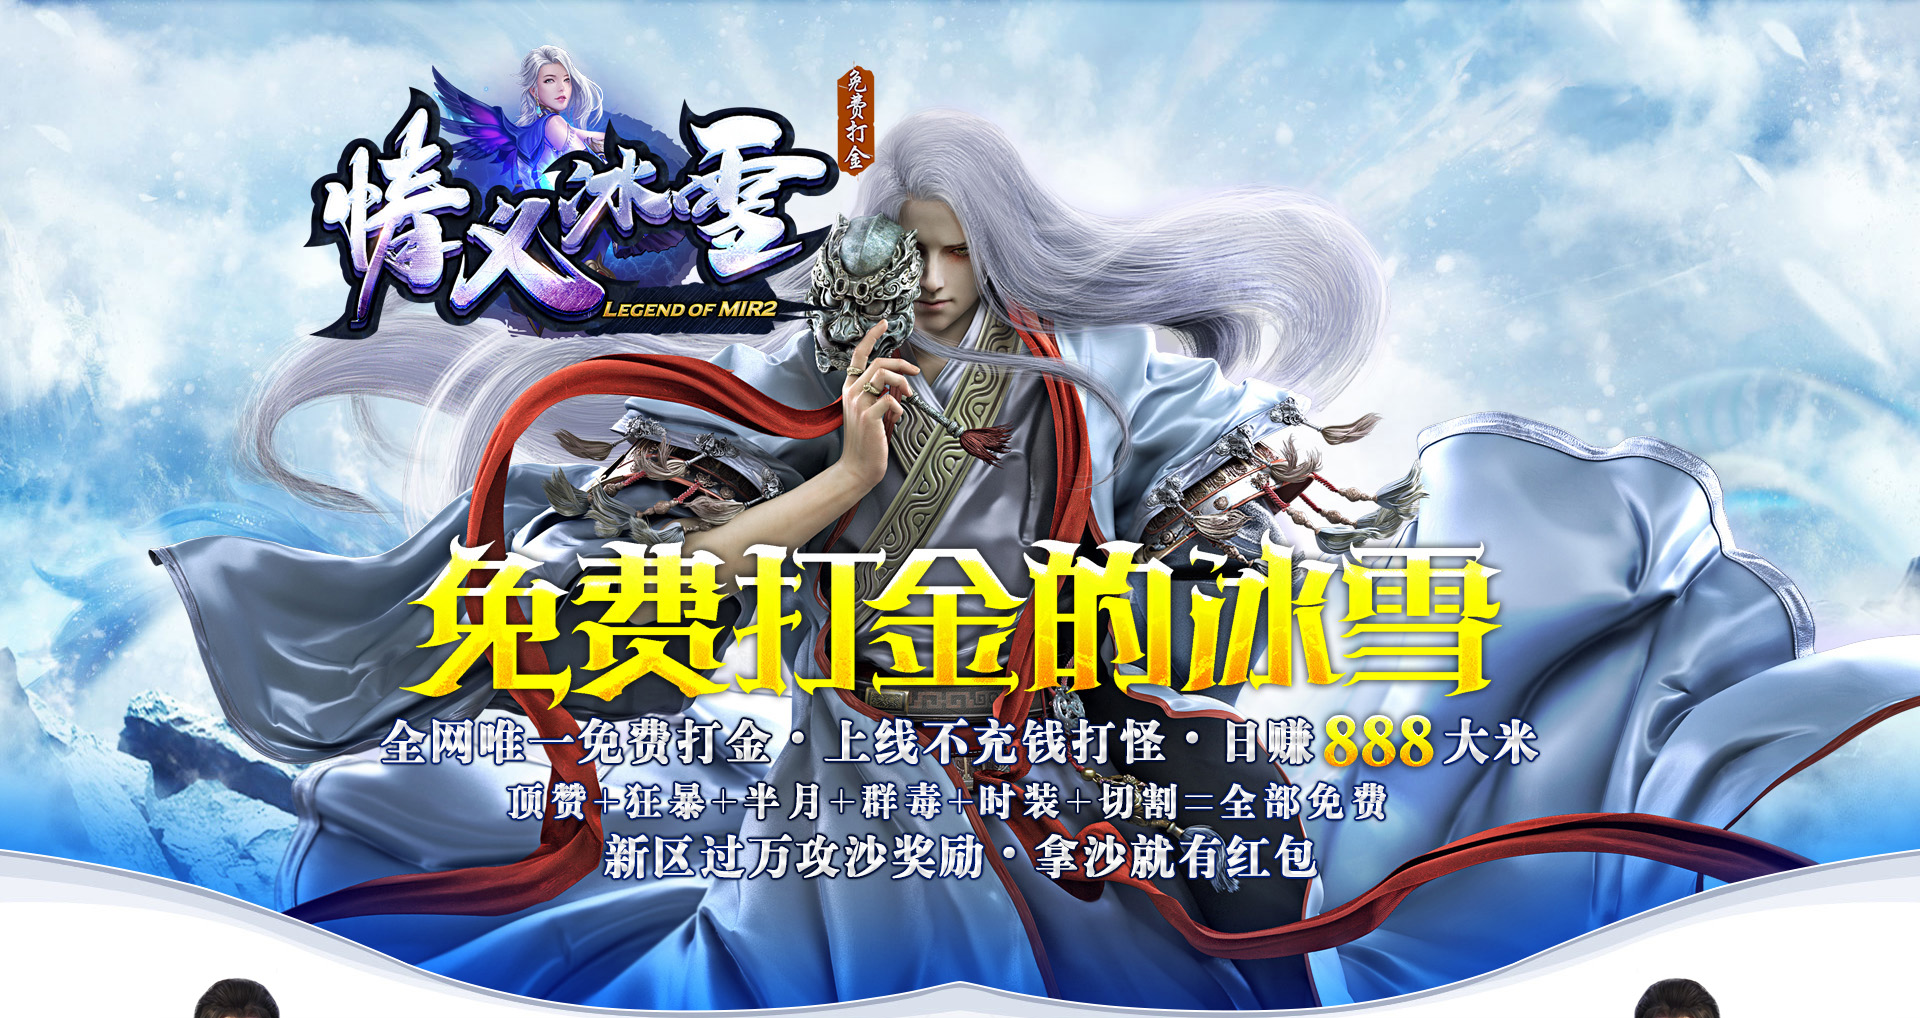 免费打金
情义冰雪
LEGEND OF MIR2
免费打金的冰雪
全网唯一免费打金·上线不充钱打怪·日赚888大米
顶赞+狂暴+半月+群毒+时装+切割=全部免费
新区过万攻沙奖励·拿沙就有红包